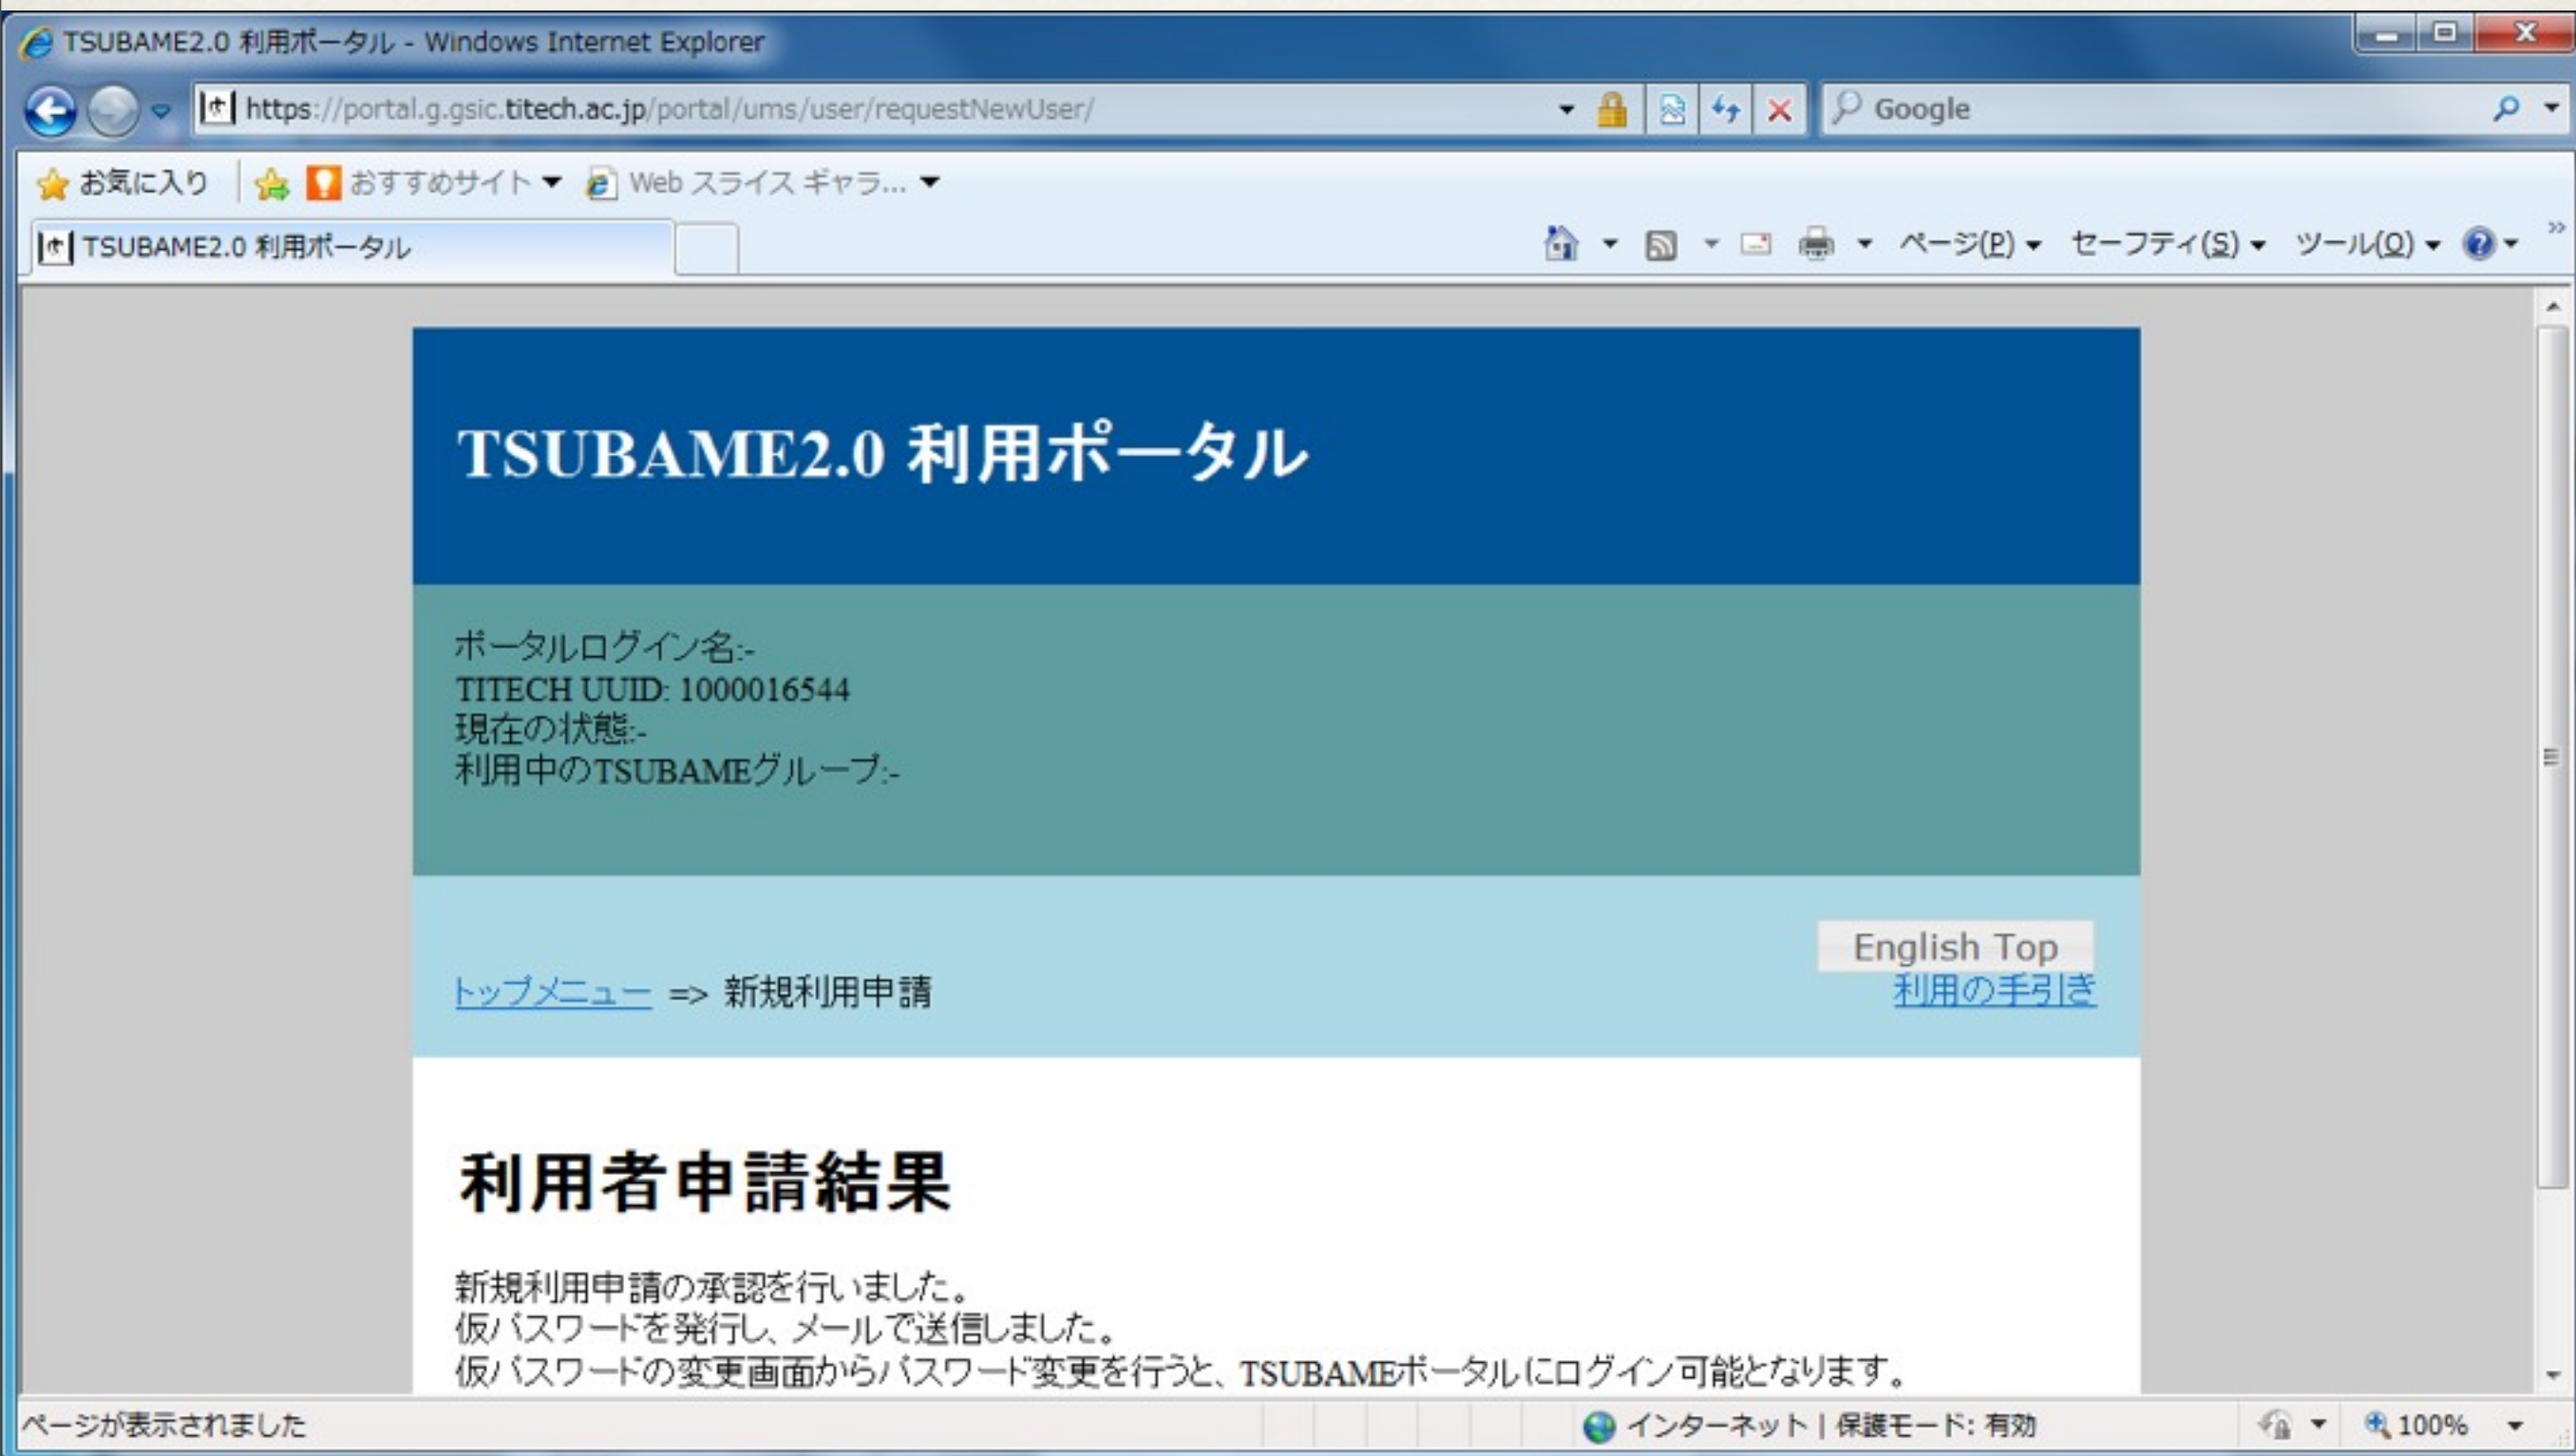 TSUBAME2.0 利用ポータル - Windows Internet Explorer
https://portal.g.gsic.titech.ac.jp/portal/ums/user/requestNewUser/
Google
お気に入り おすすめサイト Web スライス ギャラ...
TSUBAME2.0 利用ポータル
ページ(P) セーフティ(S) ツール(O)
TSUBAME2.0 利用ポータル
ポータルログイン名:-
TITECH UUID: 1000016544
現在の状態:-
利用中のTSUBAMEグループ:-
English Top
トップメニュー => 新規利用申請
利用の手引き
利用者申請結果
新規利用申請の承認を行いました。
仮パスワードを発行し、メールで送信しました。
仮パスワードの変更画面からパスワード変更を行うと、TSUBAMEポータルにログイン可能となります。
ページが表示されました
インターネット | 保護モード: 有効
100%